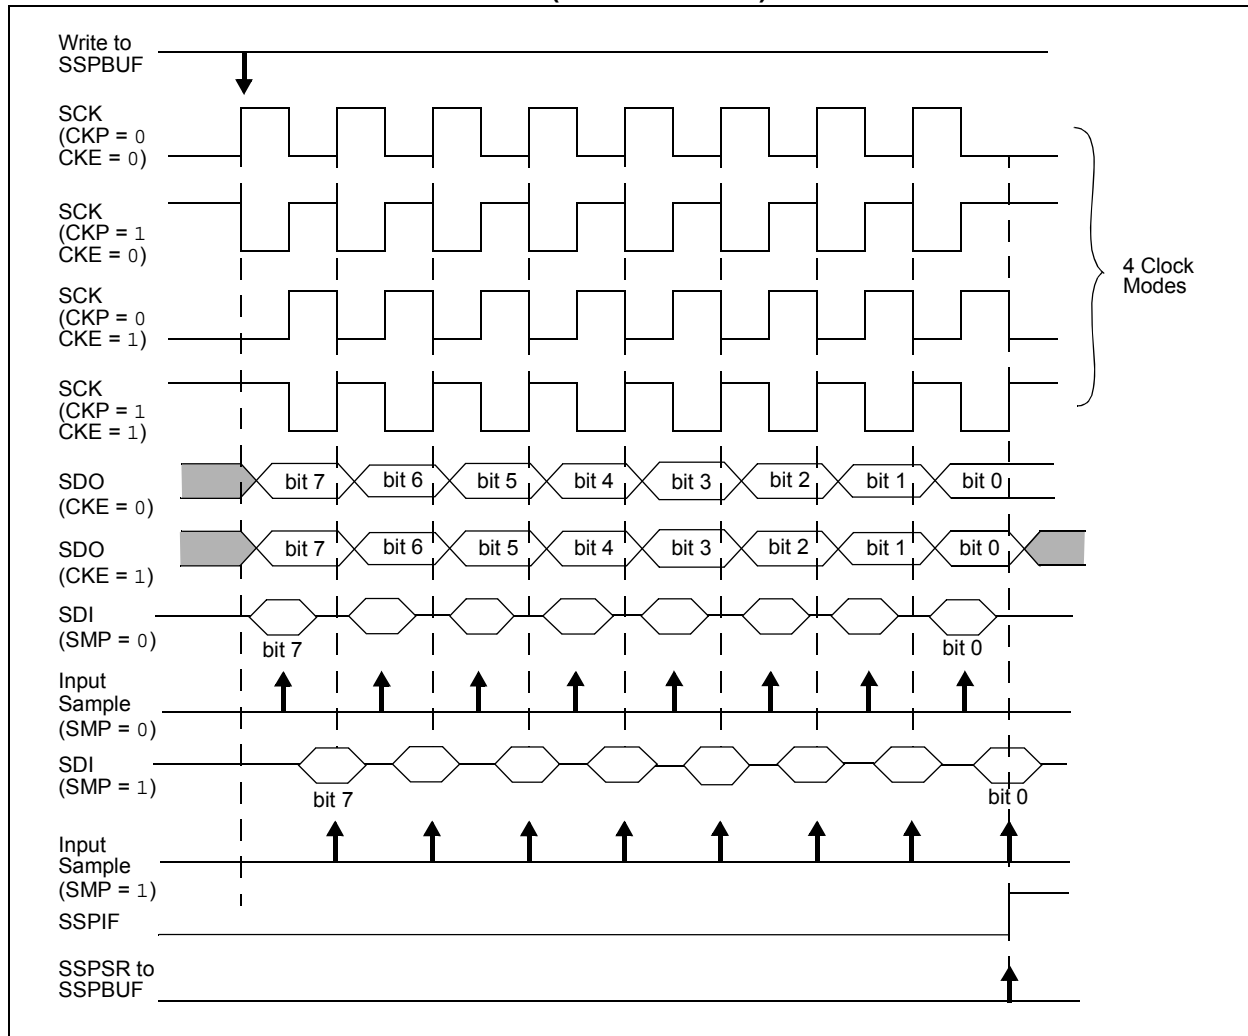 Write to
SSPBUF
SCK
(CKP = 0
CKE = 0)
SCK
(CKP = 1
CKE = 0)
SCK
(CKP = 0
CKE = 1)
SCK
(CKP = 1
CKE = 1)
4 Clock
Modes
SDO
(CKE = 0)
bit 7 bit 6 bit 5 bit 4 bit 3 bit 2 bit 1 bit 0
SDO
(CKE = 1)
bit 7 bit 6 bit 5 bit 4 bit 3 bit 2 bit 1 bit 0
SDI
(SMP = 0)
bit 7 bit 0
Input
Sample
(SMP = 0)
SDI
(SMP = 1)
bit 7 bit 0
Input
Sample
(SMP = 1)
SSPIF
SSPSR to
SSPBUF